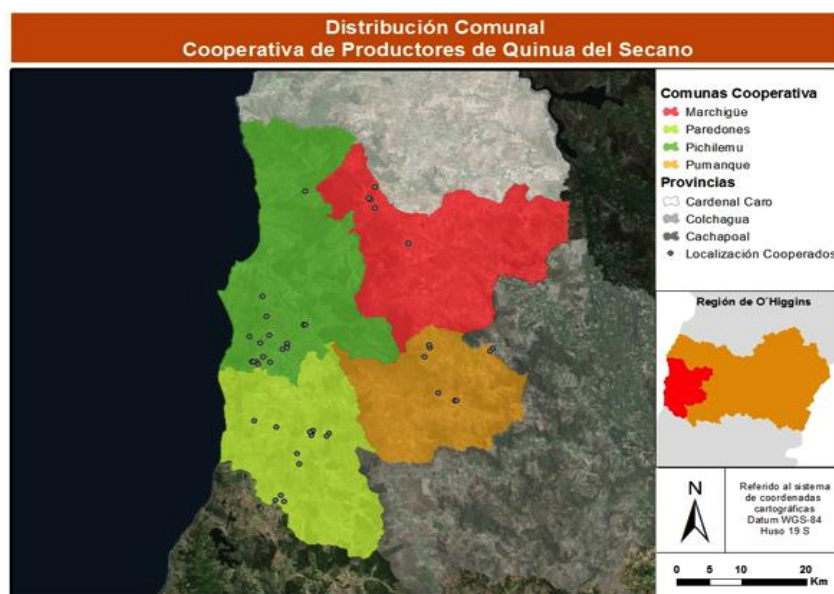 Distribución Comunal
Cooperativa de Productores de Quinua del Secano
Comunas Cooperativa
Marchigüe
Paredones
Pichilemu
Pumanque
Provincias
Cardenal Caro
Colchagua
Cachapoal
Localización Cooperados
Región de O´Higgins
N
Referido al sistema
de coordenadas
cartográficas
Datum WGS-84
Huso 19 S
0 5 10 20
Km